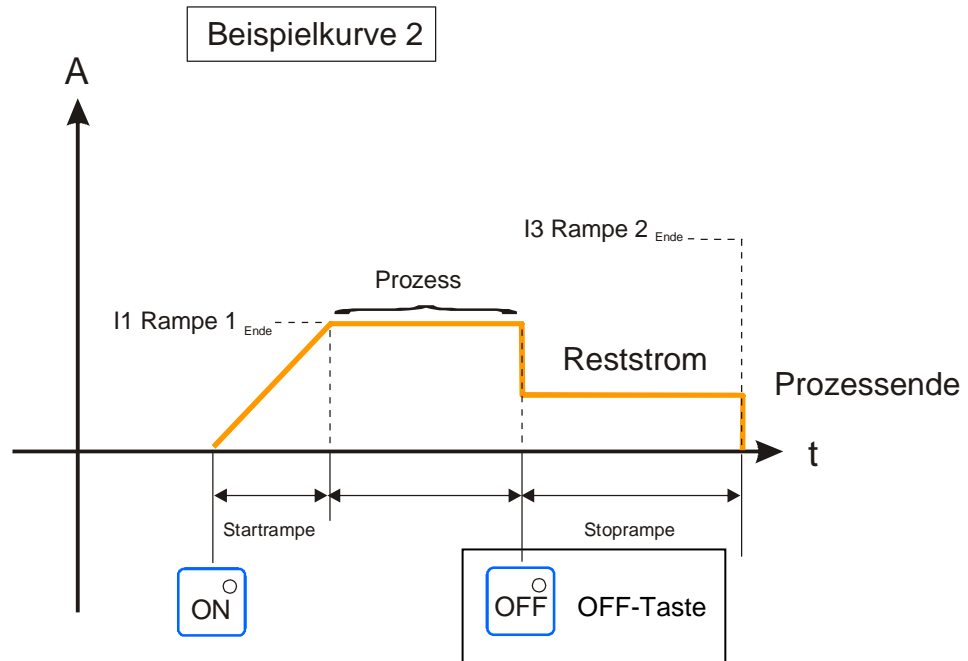 Beispielkurve 2
A
I3 Rampe 2 Ende
Prozess
I1 Rampe 1 Ende
Reststrom
Prozessende
t
Startrampe
Stoprampe
ON
OFF
OFF-Taste